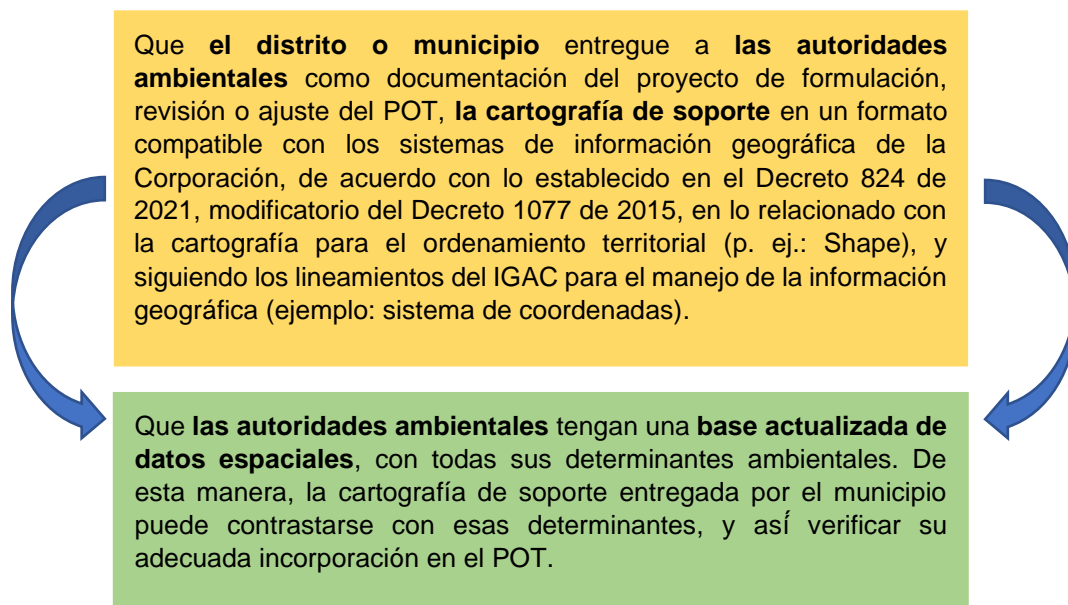 Que el distrito o municipio entregue a las autoridades
ambientales como documentación del proyecto de formulación,
revisión o ajuste del POT, la cartografía de soporte en un formato
compatible con los sistemas de información geográfica de la
Corporación, de acuerdo con lo establecido en el Decreto 824 de
2021, modificatorio del Decreto 1077 de 2015, en lo relacionado con
la cartografía para el ordenamiento territorial (p. ej.: Shape), y
siguiendo los lineamientos del IGAC para el manejo de la información
geográfica (ejemplo: sistema de coordenadas).
Que las autoridades ambientales tengan una base actualizada de
datos espaciales, con todas sus determinantes ambientales. De
esta manera, la cartografía de soporte entregada por el municipio
puede contrastarse con esas determinantes, y así verificar su
adecuada incorporación en el POT.